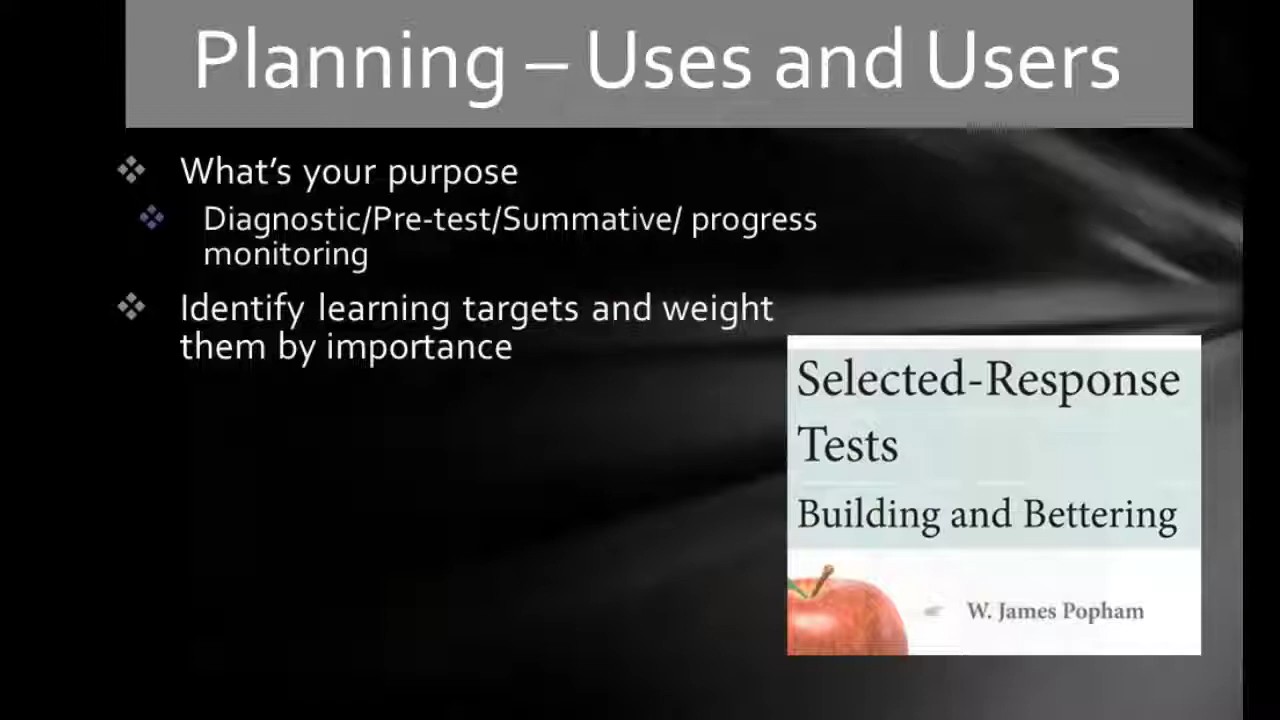 Planning – Uses and Users
What's your purpose
Diagnostic/Pre-test/Summative/ progress
monitoring
Identify learning targets and weight
them by importance
Selected-Response
Tests
Building and Bettering
W. James Popham